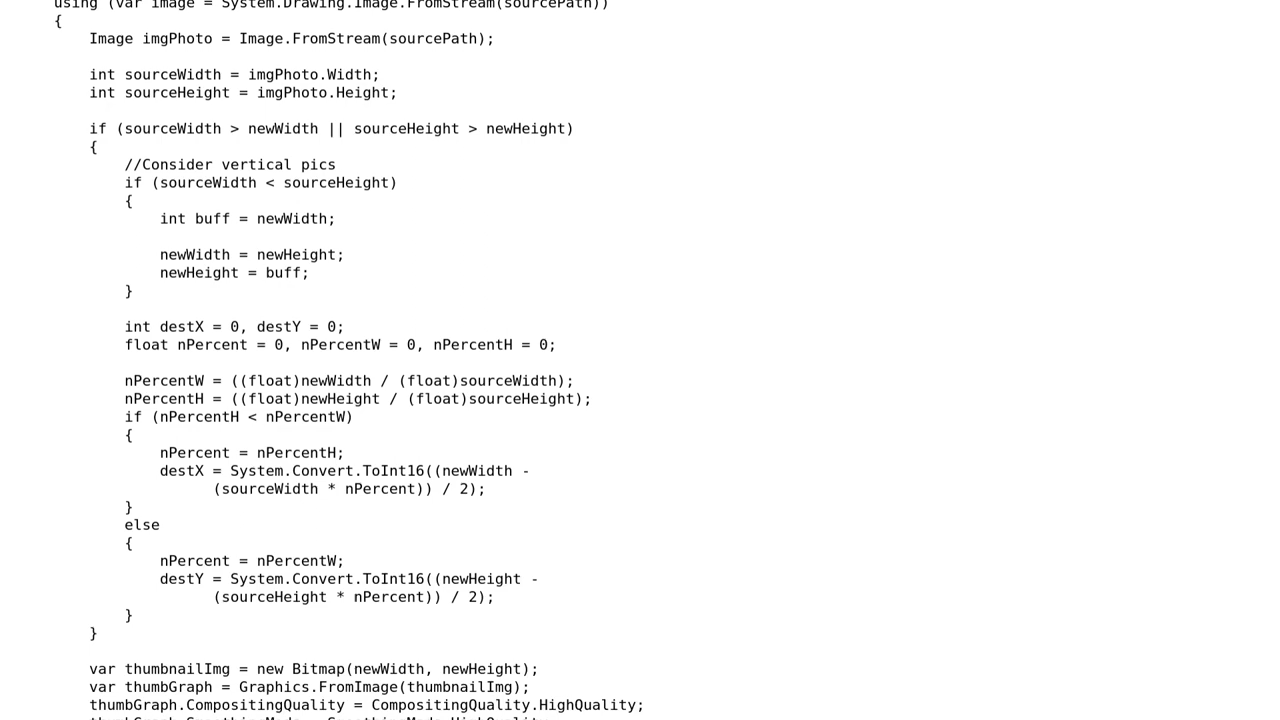 using (var image = System.Drawing.Image.FromStream(sourcePath))
{
    Image imgPhoto = Image.FromStream(sourcePath);

    int sourceWidth = imgPhoto.Width;
    int sourceHeight = imgPhoto.Height;

    if (sourceWidth > newWidth || sourceHeight > newHeight)
    {
        //Consider vertical pics
        if (sourceWidth < sourceHeight)
        {
            int buff = newWidth;

            newWidth = newHeight;
            newHeight = buff;
        }

        int destX = 0, destY = 0;
        float nPercent = 0, nPercentW = 0, nPercentH = 0;

        nPercentW = ((float)newWidth / (float)sourceWidth);
        nPercentH = ((float)newHeight / (float)sourceHeight);
        if (nPercentH < nPercentW)
        {
            nPercent = nPercentH;
            destX = System.Convert.ToInt16((newWidth -
                  (sourceWidth * nPercent)) / 2);
        }
        else
        {
            nPercent = nPercentW;
            destY = System.Convert.ToInt16((newHeight -
                  (sourceHeight * nPercent)) / 2);
        }
    }

    var thumbnailImg = new Bitmap(newWidth, newHeight);
    var thumbGraph = Graphics.FromImage(thumbnailImg);
    thumbGraph.CompositingQuality = CompositingQuality.HighQuality;